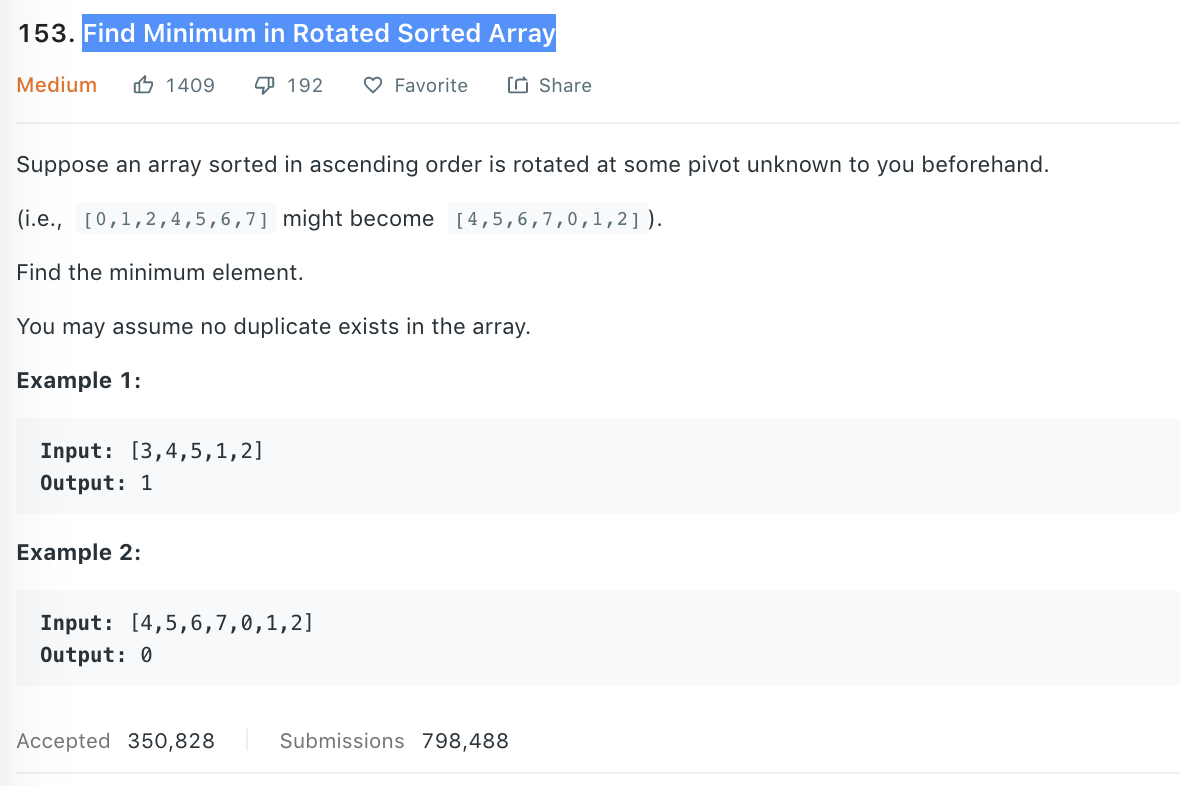 153. Find Minimum in Rotated Sorted Array
Medium 1409 192 Favorite Share
Suppose an array sorted in ascending order is rotated at some pivot unknown to you beforehand.
(i.e., [0,1,2,4,5,6,7] might become [4,5,6,7,0,1,2] ).
Find the minimum element.
You may assume no duplicate exists in the array.
Example 1:
Input: [3,4,5,1,2]
Output: 1
Example 2:
Input: [4,5,6,7,0,1,2]
Output: 0
Accepted 350,828 Submissions 798,488